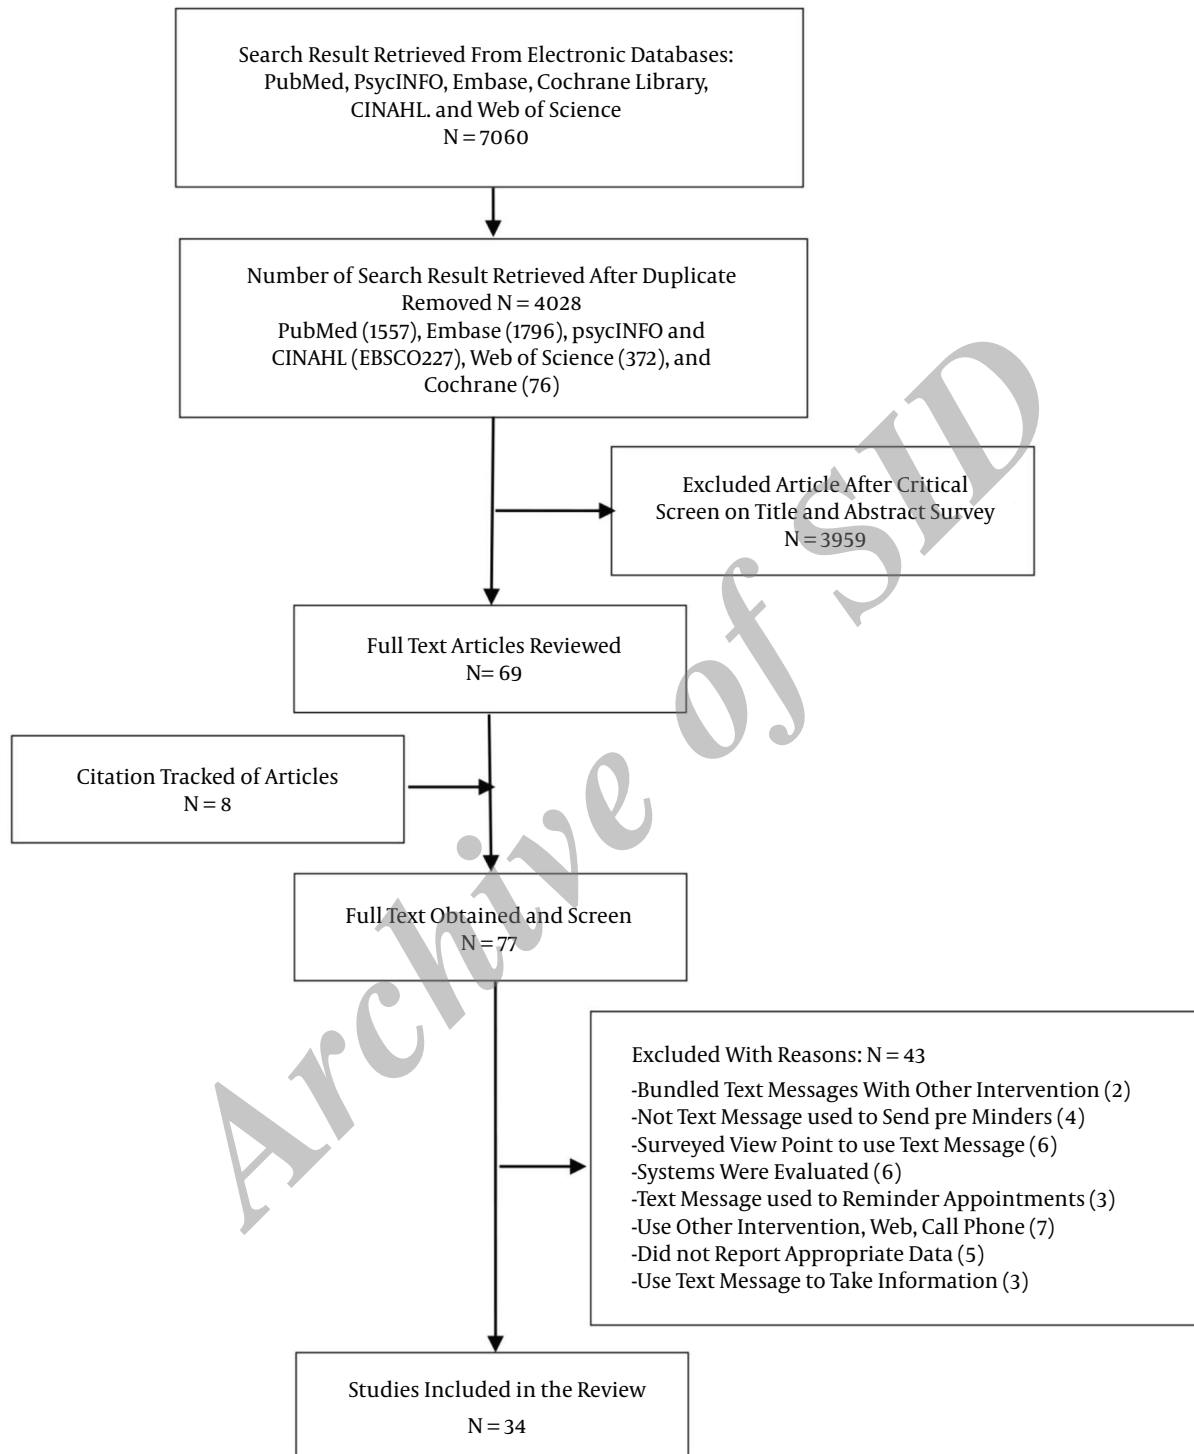 Search Result Retrieved From Electronic Databases:
PubMed, PsycINFO, Embase, Cochrane Library,
CINAHL. and Web of Science
N = 7060
Number of Search Result Retrieved After Duplicate
Removed N = 4028
PubMed (1557), Embase (1796), psycINFO and
CINAHL (EBSCO227), Web of Science (372), and
Cochrane (76)
Excluded Article After Critical
Screen on Title and Abstract Survey
N = 3959
Full Text Articles Reviewed
N= 69
Citation Tracked of Articles
N = 8
Full Text Obtained and Screen
N = 77
Excluded With Reasons: N = 43
-Bundled Text Messages With Other Intervention (2)
-Not Text Message used to Send pre Minders (4)
-Surveyed View Point to use Text Message (6)
-Systems Were Evaluated (6)
-Text Message used to Reminder Appointments (3)
-Use Other Intervention, Web, Call Phone (7)
-Did not Report Appropriate Data (5)
-Use Text Message to Take Information (3)
Studies Included in the Review
N = 34
Archive of SID